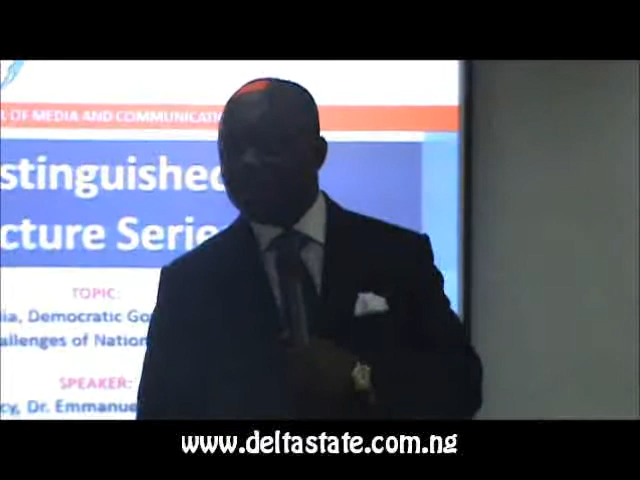 OF MEDIA AND COMMUNICATI
stinguished
cture Serie
TOPIC:
ia, Democratic Go
allenges of Nation
SPEAKER:
cy, Dr. Emmanue
www.deltastate.com.ng